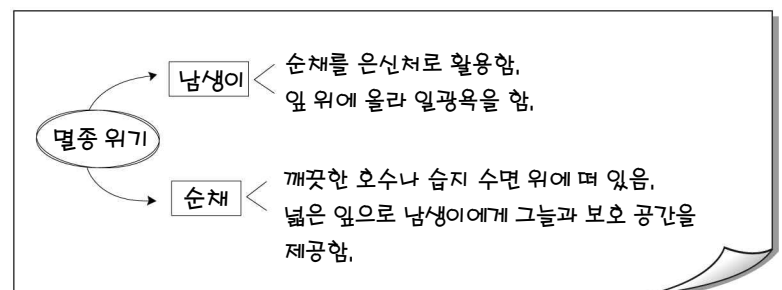 남생이
순채를 은신처로 활용함.
잎 위에 올라 일광욕을 함.
멸종 위기
순채
깨끗한 호수나 습지 수면 위에 떠 있음.
넓은 잎으로 남생이에게 그늘과 보호 공간을
제공함.